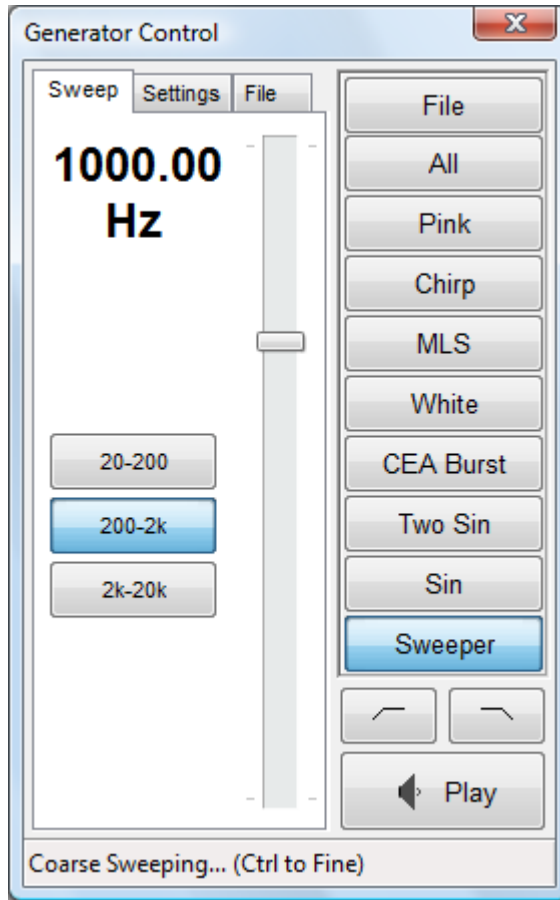 Generator Control
Sweep Settings File
1000.00
Hz
20-200
200-2k
2k-20k
File
All
Pink
Chirp
MLS
White
CEA Burst
Two Sin
Sin
Sweeper
Play
Coarse Sweeping... (Ctrl to Fine)